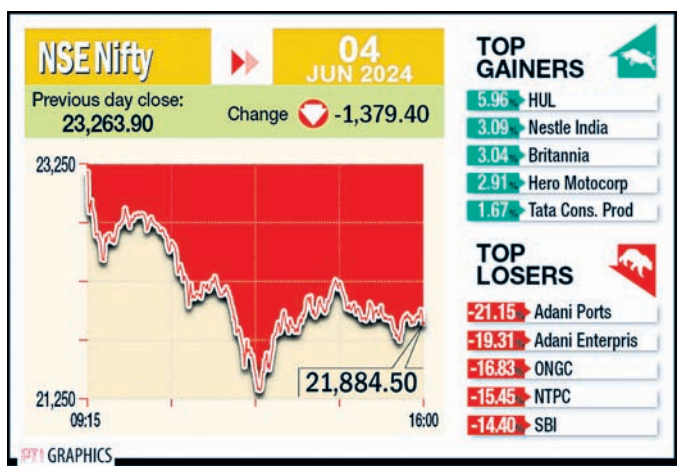 NSE Nifty
04
JUN 2024
Previous day close:
23,263.90
Change -1,379.40
23,250
21,250
09:15
16:00
21,884.50
TOP
GAINERS
5.96% HUL
3.09% Nestle India
3.04% Britannia
2.91% Hero Motocorp
1.67% Tata Cons. Prod
TOP
LOSERS
-21.15% Adani Ports
-19.31% Adani Enterpris
-16.83% ONGC
-15.45% NTPC
-14.40% SBI
PTI GRAPHICS